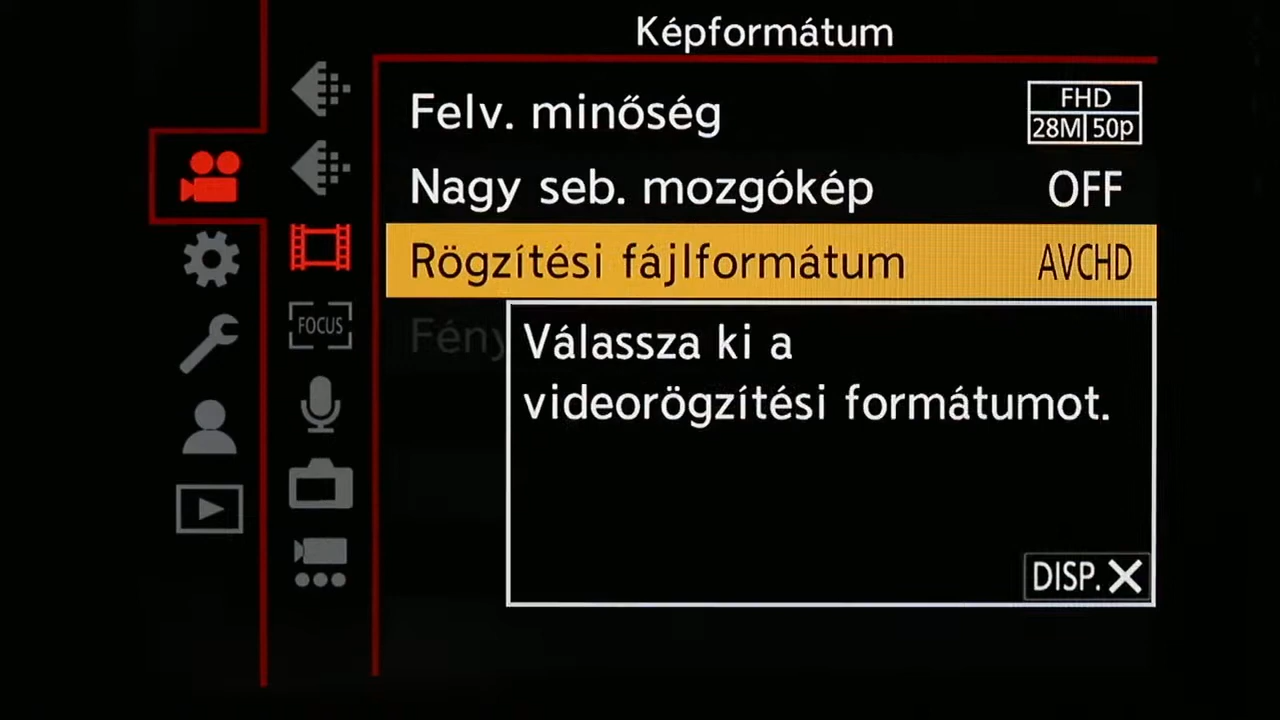 Képformátum
Felv. minőség
FHD
28M 50p
Nagy seb. mozgókép OFF
Rögzítési fájlformátum AVCHD
FOCUS
Válassza ki a
videorögzítési formátumot.
DISP.